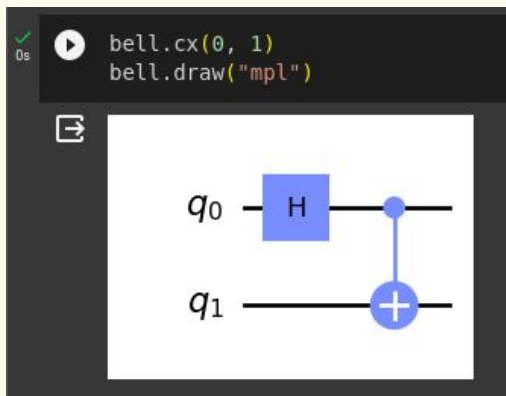 0s
bell.cx(0, 1)
bell.draw("mpl")
q0
H
q1